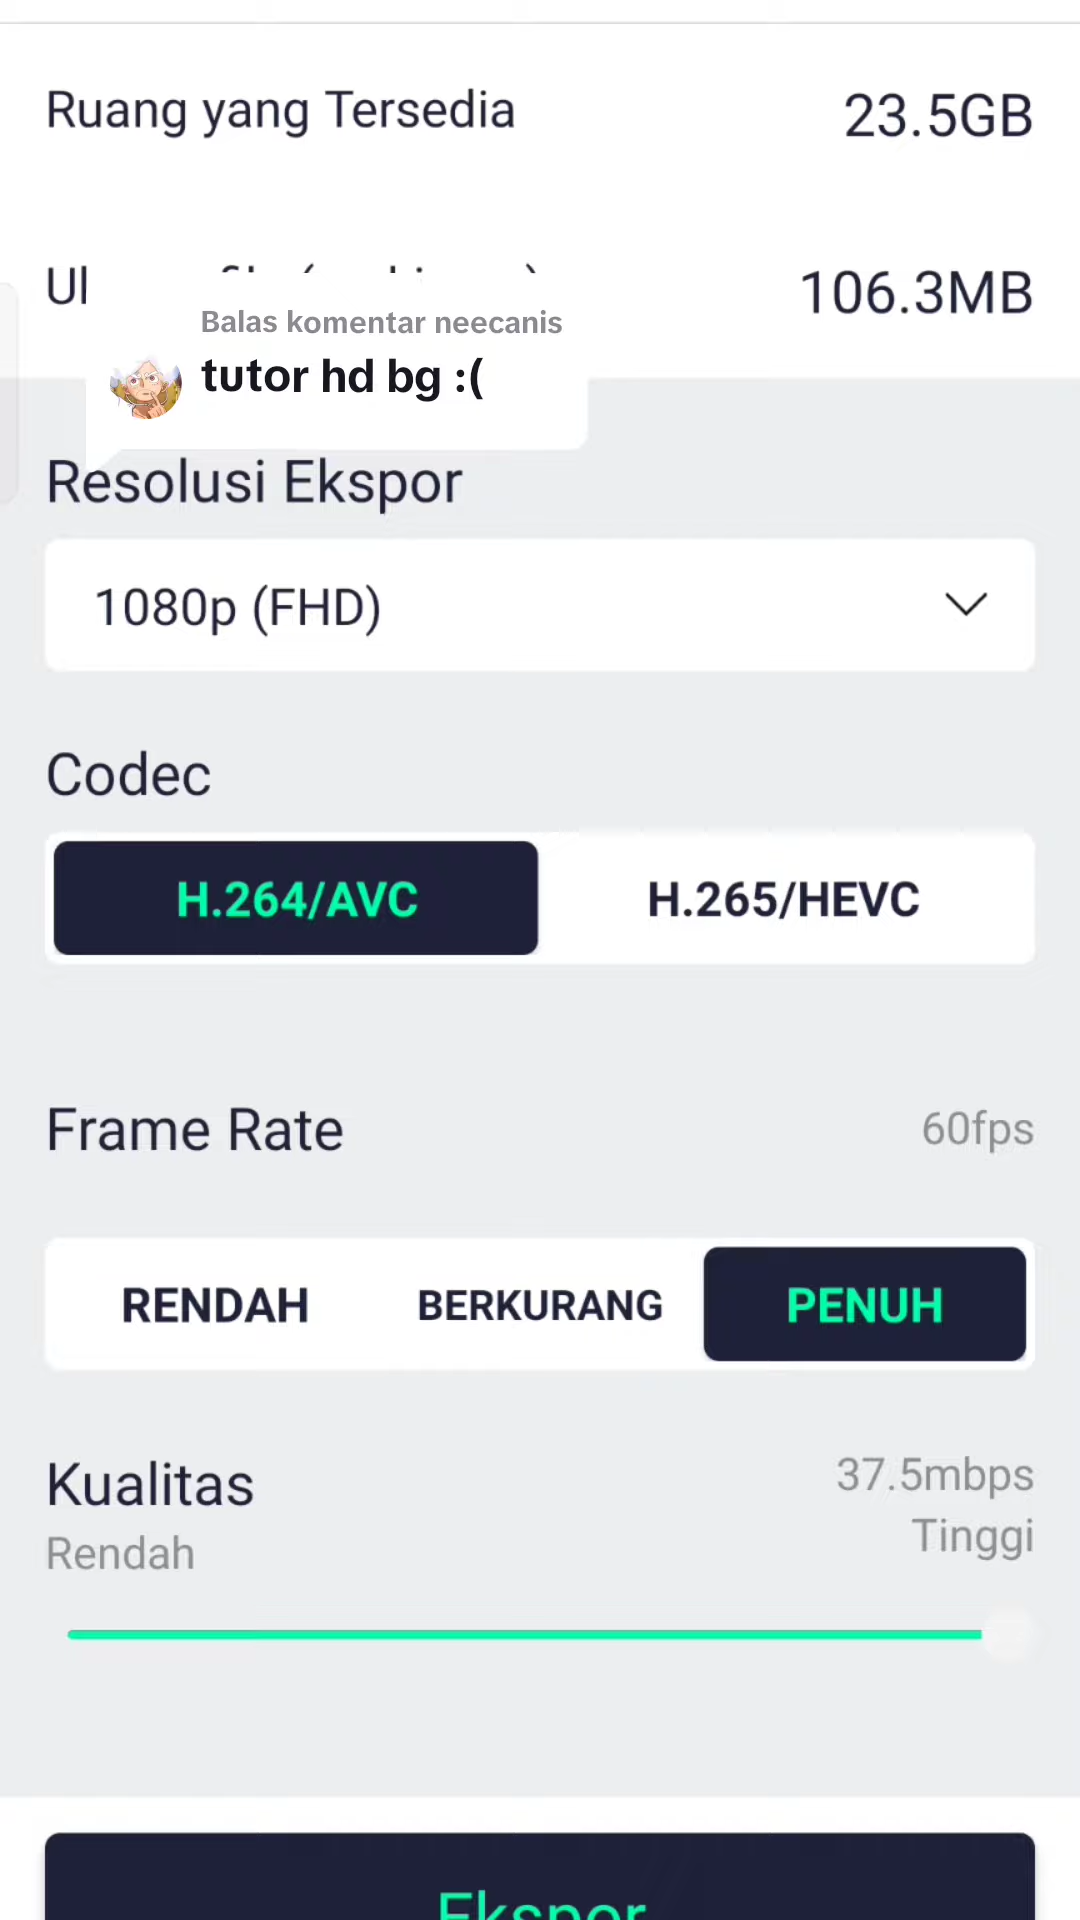 Ruang yang Tersedia 23.5GB
106.3MB
Balas komentar neecanis
tutor hd bg :(
Resolusi Ekspor
1080p (FHD)
Codec
H.264/AVC H.265/HEVC
Frame Rate 60fps
RENDAH BERKURANG PENUH
Kualitas 37.5mbps
Rendah Tinggi
Ekspor